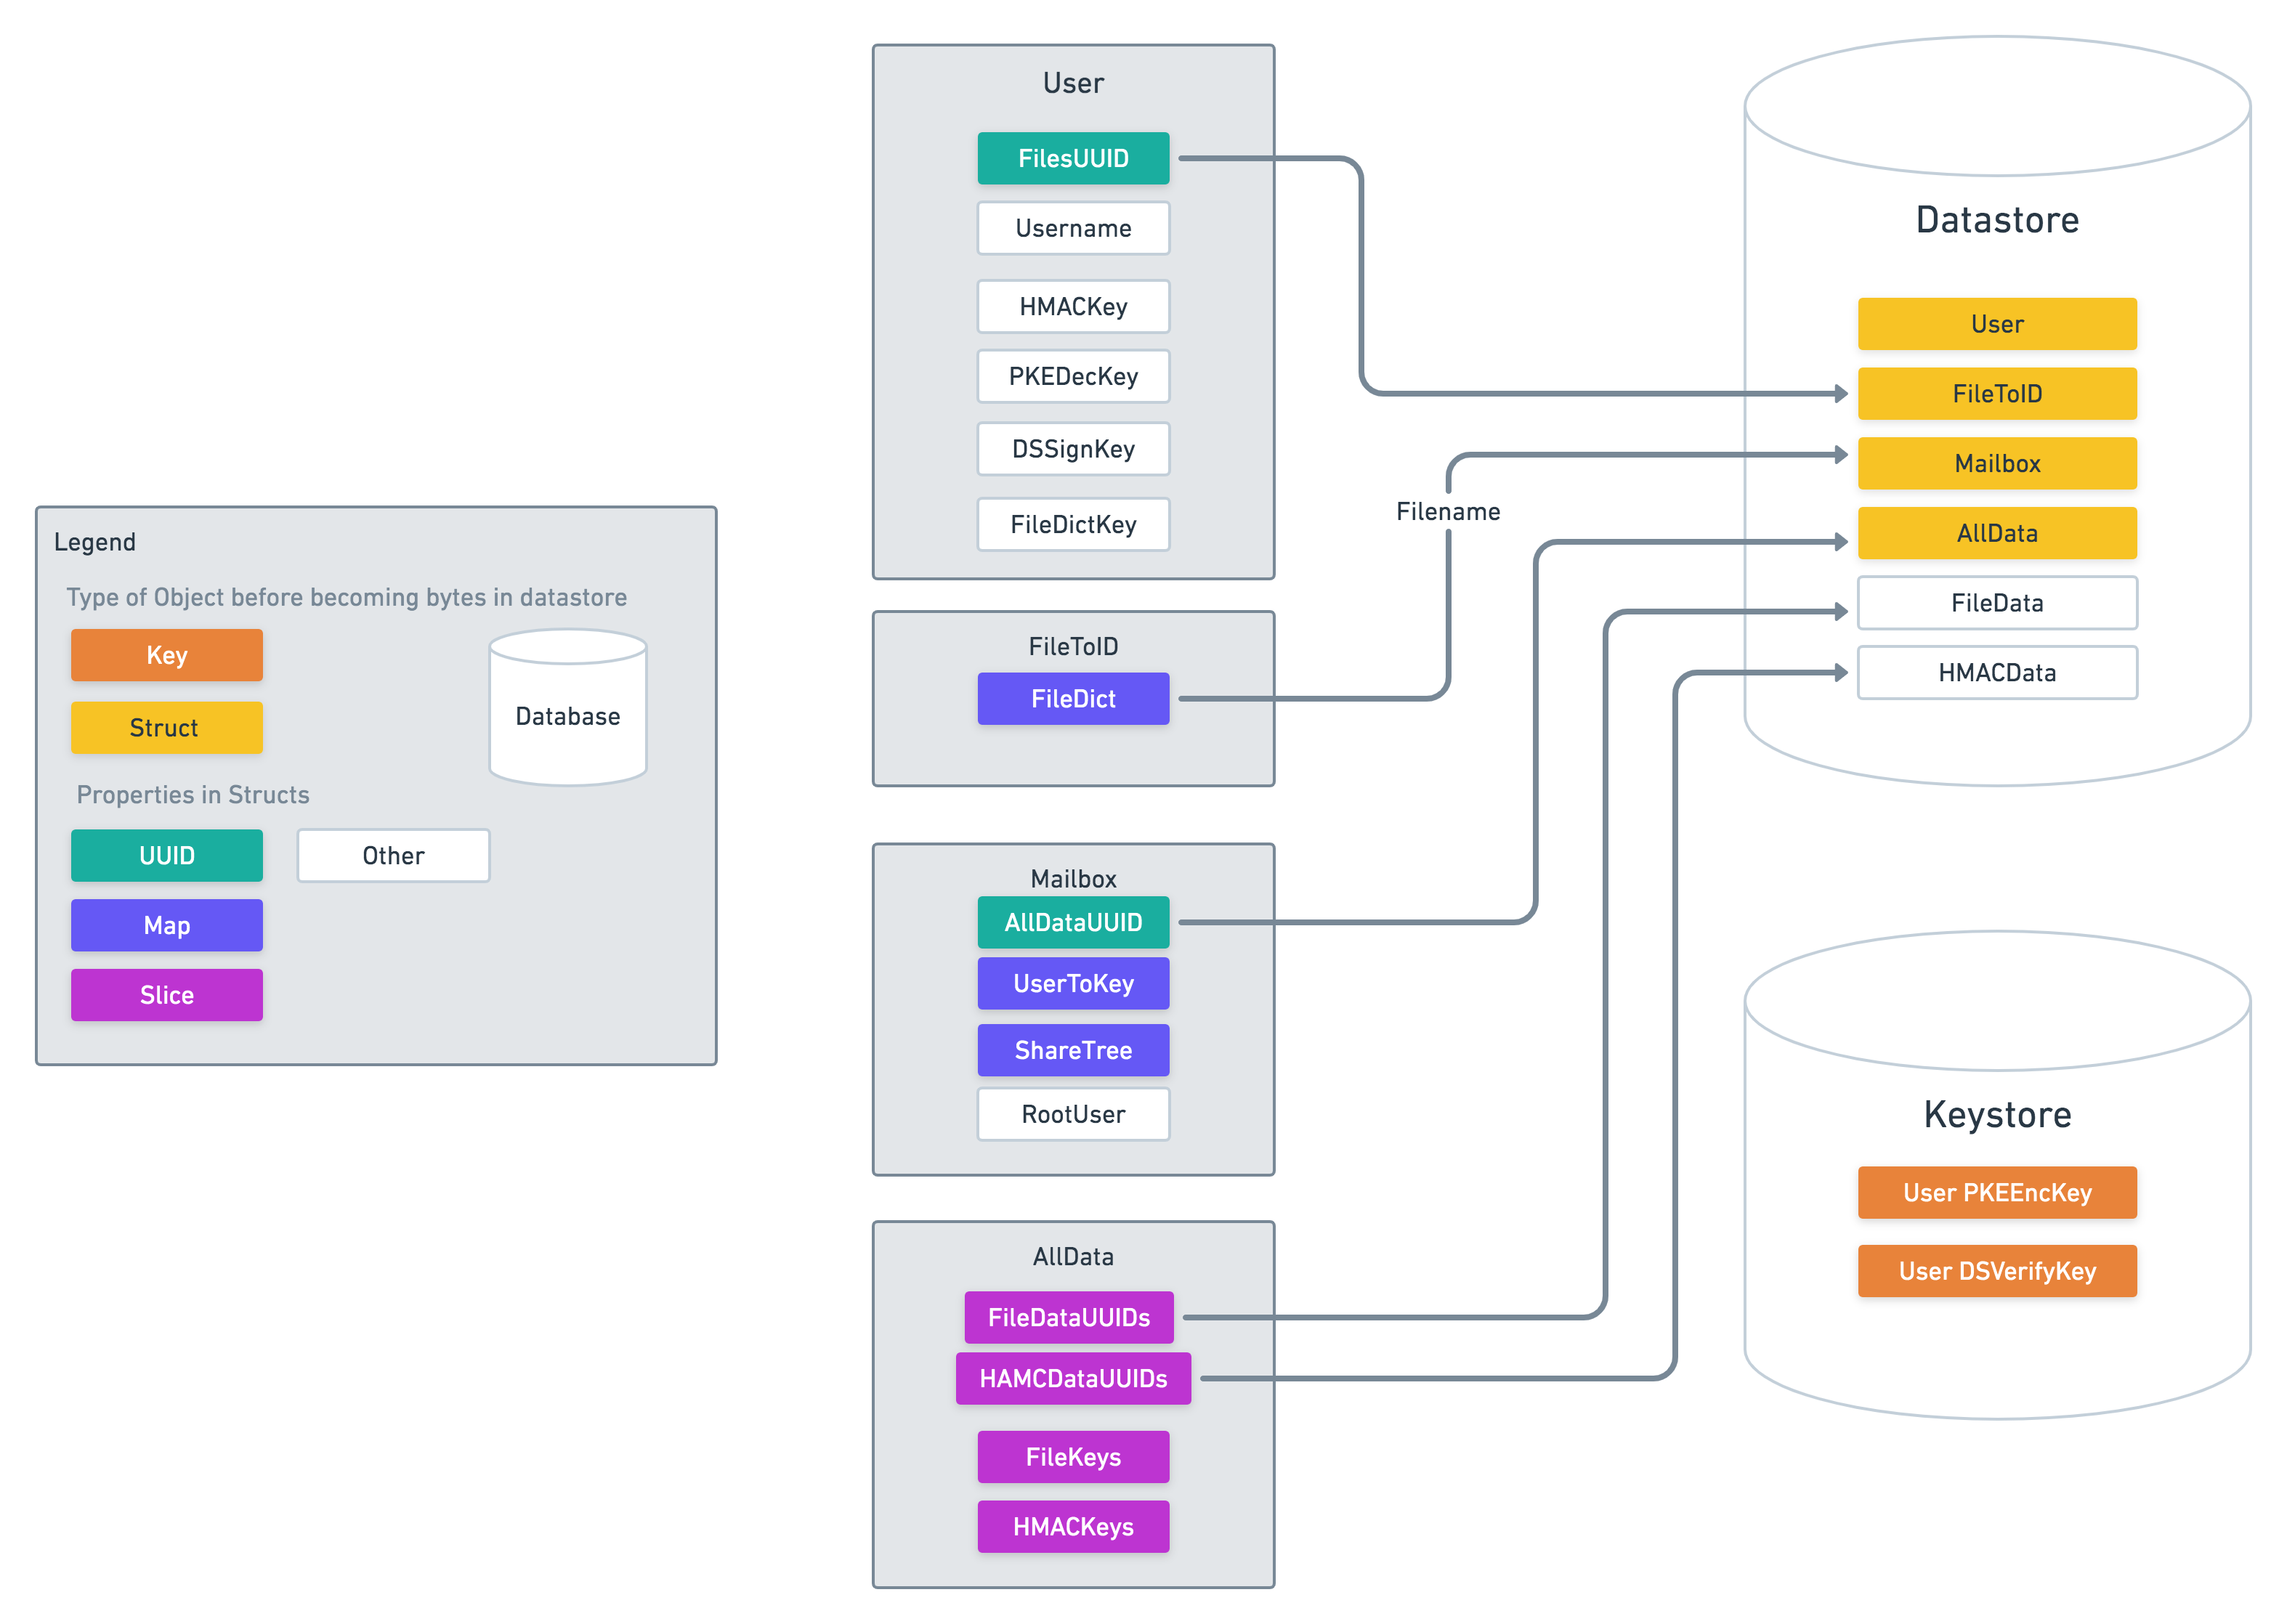 User
FilesUUID
Username
HMACKey
PKEDecKey
DSSignKey
FileDictKey
Legend
Type of Object before becoming bytes in datastore
Key
Struct
Database
Properties in Structs
UUID
Other
Map
Slice
FileToID
FileDict
Filename
Mailbox
AllDataUUID
UserToKey
ShareTree
RootUser
AllData
FileDataUUIDs
HAMCDataUUIDs
FileKeys
HMACKeys
Datastore
User
FileToID
Mailbox
AllData
FileData
HMACData
Keystore
User PKEEncKey
User DSVerifyKey